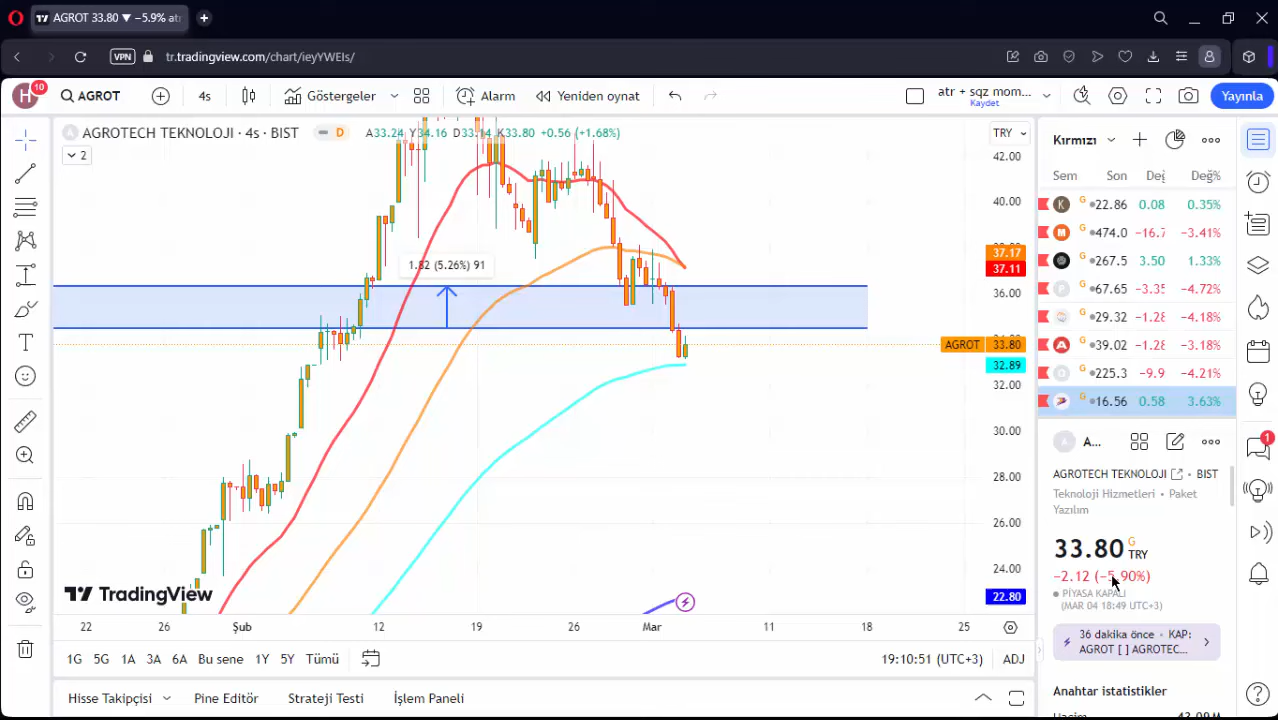 AGROT 33.80 ▼ −5.9% at
VPN
tr.tradingview.com/chart/ieyYWEIs/
H
10
AGROT
4s
Göstergeler
Alarm
Yeniden oynat
atr + sqz mom...
Kaydet
Yayınla
A AGROTECH TEKNOLOJI · 4s · BIST
D
A33.24 Y34.16 D33.14 K33.80 +0.56 (+1.68%)
TRY
2
42.00
40.00
37.17
37.11
36.00
AGROT 33.80
32.89
32.00
30.00
28.00
26.00
24.00
22.80
1.82 (5.26%) 91
TradingView
22
26
Şub
12
19
26
Mar
11
18
25
1G 5G 1A 3A 6A Bu sene 1Y 5Y Tümü
19:10:51 (UTC+3)
ADJ
Hisse Takipçisi
Pine Editör
Strateji Testi
İşlem Paneli
Kırmızı
Sem Son Değ Değ%
K G 22.86 0.08 0.35%
G 474.0 −16.7 −3.41%
G 267.5 3.50 1.33%
P G 67.65 −3.35 −4.72%
G 29.32 −1.28 −4.18%
G 39.02 −1.28 −3.18%
G 225.3 −9.9 −4.21%
G 16.56 0.58 3.63%
A A...
AGROTECH TEKNOLOJI · BIST
Teknoloji Hizmetleri · Paket
Yazılım
33.80 G TRY
−2.12 (−5.90%)
PİYASA KAPALI
(MAR 04 18:49 UTC+3)
36 dakika önce · KAP:
AGROT [ ] AGROTEC...
Anahtar istatistikler
1